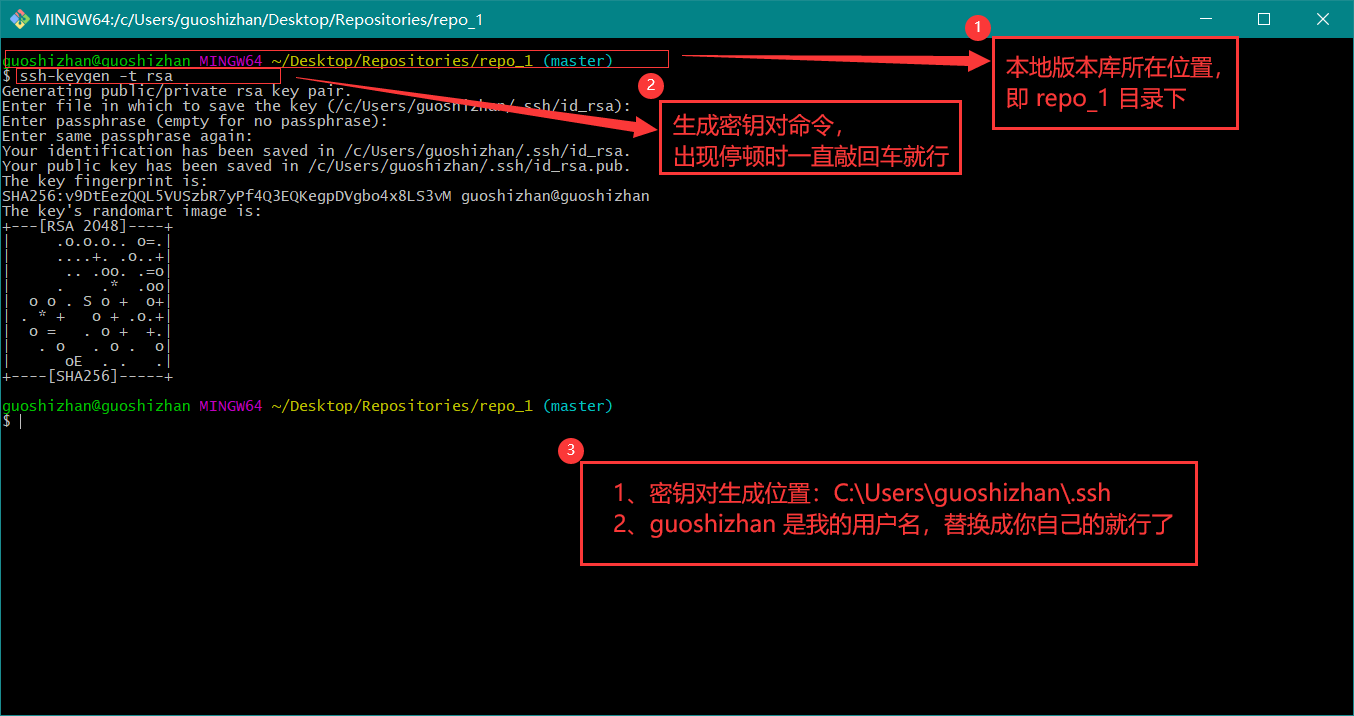 MINGW64:/c/Users/guoshizhan/Desktop/Repositories/repo_1
guoshizhan@guoshizhan MINGW64 ~/Desktop/Repositories/repo_1 (master)
$ ssh-keygen -t rsa
Generating public/private rsa key pair.
Enter file in which to save the key (/c/Users/guoshizhan/.ssh/id_rsa):
Enter passphrase (empty for no passphrase):
Enter same passphrase again:
Your identification has been saved in /c/Users/guoshizhan/.ssh/id_rsa.
Your public key has been saved in /c/Users/guoshizhan/.ssh/id_rsa.pub.
The key fingerprint is:
SHA256:v9DtEezQQL5VUSzbR7yPf4Q3EQKegpDVgbo4x8LS3vM guoshizhan@guoshizhan
The key's randomart image is:
+---[RSA 2048]----+
|     .o.o.o.. o=.|
|     ....+. .o..+|
|      .. .oo. .=o|
|     .    .*  .oo|
|  o o . S o +  o+|
| . * +   o + .o.+|
|  o =   . o +  +.|
|   . o   . o .  o|
|      oE  . .   .|
+----[SHA256]-----+
guoshizhan@guoshizhan MINGW64 ~/Desktop/Repositories/repo_1 (master)
$
1
本地版本库所在位置，
即 repo_1 目录下
2
生成密钥对命令，
出现停顿时一直敲回车就行
3
1、密钥对生成位置：C:\Users\guoshizhan\.ssh
2、guoshizhan 是我的用户名，替换成你自己的就行了